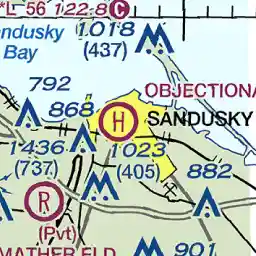 *L 56 122.8 C
Sandusky
Bay
1018
(437)
792
OBJECTIONA
868
H
SANDUSKY
1436
(737)
1023
(405)
882
R
(Pvt)
MATHER FLD
901